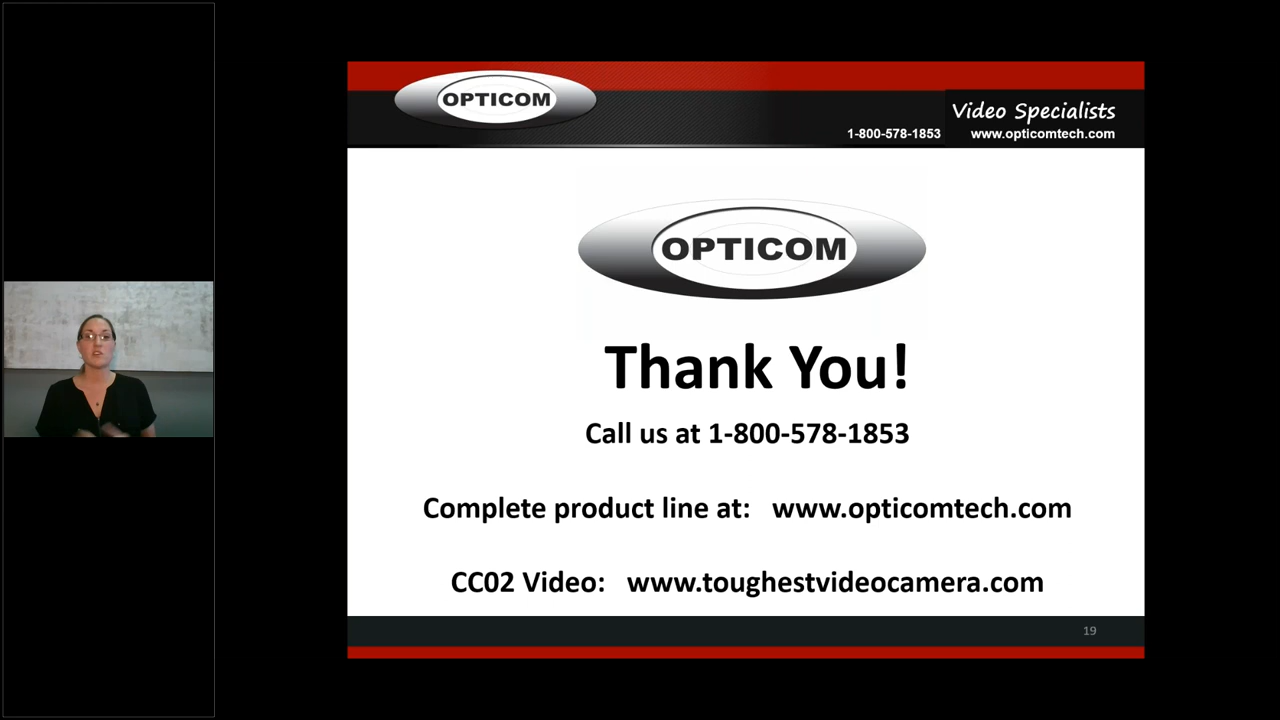 OPTICOM
Video Specialists
1-800-578-1853 www.opticomtech.com
OPTICOM
Thank You!
Call us at 1-800-578-1853
Complete product line at: www.opticomtech.com
CC02 Video: www.toughestvideocamera.com
19